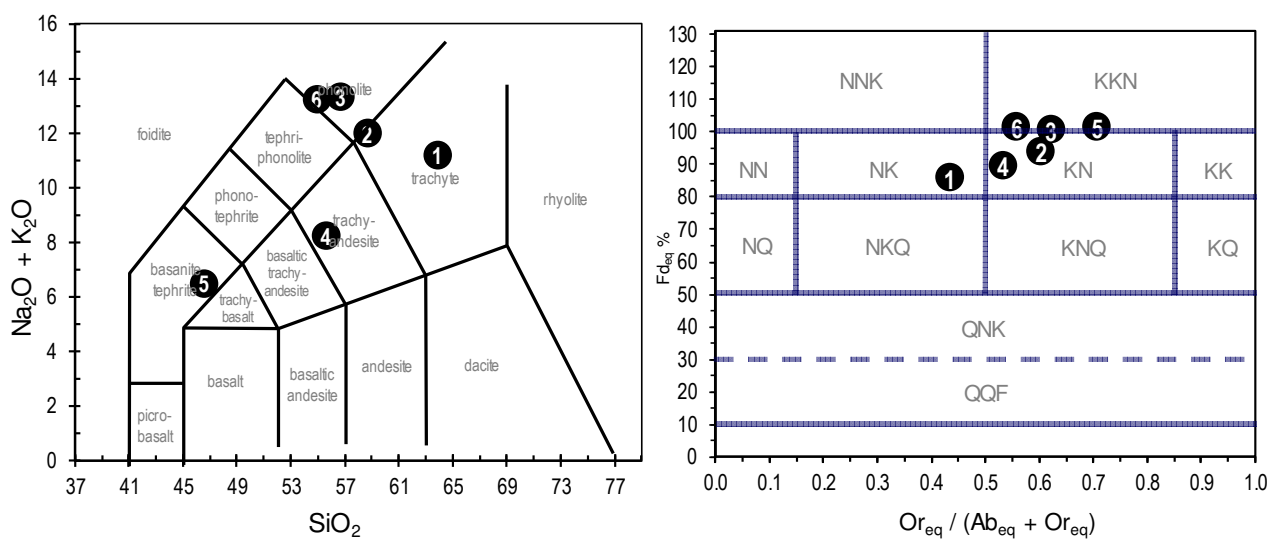 16
14
12
10
8
6
4
2
0
Na2O + K2O
37 41 45 49 53 57 61 65 69 73 77
SiO2
foidite
phonolite
6 3
2
1
trachyte
tephri-
phonolite
phono-
tephrite
rhyolite
4
trachy-
andesite
basaltic
trachy-
andesite
basanite
tephrite
5
trachy-
basalt
basalt
basaltic
andesite
andesite
dacite
picro-
basalt
130
120
110
100
90
80
70
60
50
40
30
20
10
0
Fdeq %
NNK KKN
6 3 5
2
4
1
NN NK KN KK
NQ NKQ KNQ KQ
QNK
QQF
0.0 0.1 0.2 0.3 0.4 0.5 0.6 0.7 0.8 0.9 1.0
Oreq / (Abeq + Oreq)